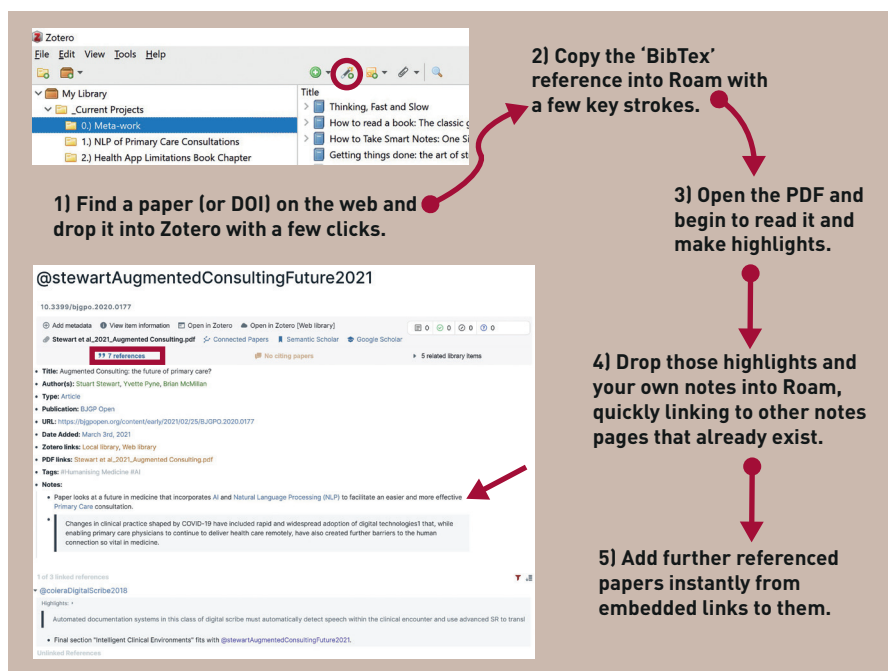 Zotero
File Edit View Tools Help
My Library
_Current Projects
0.) Meta-work
1.) NLP of Primary Care Consultations
2.) Health App Limitations Book Chapter
Title
Thinking, Fast and Slow
How to read a book: The classic g
How to Take Smart Notes: One Si
Getting things done: the art of st
1) Find a paper (or DOI) on the web and
drop it into Zotero with a few clicks.
2) Copy the ‘BibTex’
reference into Roam with
a few key strokes.
3) Open the PDF and
begin to read it and
make highlights.
4) Drop those highlights and
your own notes into Roam,
quickly linking to other notes
pages that already exist.
5) Add further referenced
papers instantly from
embedded links to them.
@stewartAugmentedConsultingFuture2021
10.3399/bjgpo.2020.0177
Add metadata View item information Open in Zotero Open in Zotero [Web library] 0 0 0 0
Stewart et al_2021_Augmented Consulting.pdf Connected Papers Semantic Scholar Google Scholar
7 references No citing papers 5 related library items
Title: Augmented Consulting: the future of primary care?
Author(s): Stuart Stewart, Yvette Pyne, Brian McMillan
Type: Article
Publication: BJGP Open
URL: https://bjgpopen.org/content/early/2021/02/25/BJGPO.2020.0177
Date Added: March 3rd, 2021
Zotero links: Local library, Web library
PDF links: Stewart et al_2021_Augmented Consulting.pdf
Tags: #Humanising Medicine #AI
Notes:
Paper looks at a future in medicine that incorporates AI and Natural Language Processing (NLP) to facilitate an easier and more effective
Primary Care consultation.
Changes in clinical practice shaped by COVID-19 have included rapid and widespread adoption of digital technologies1 that, while
enabling primary care physicians to continue to deliver health care remotely, have also created further barriers to the human
connection so vital in medicine.
1 of 3 linked references
@coieraDigitalScribe2018
Highlights:
Automated documentation systems in this class of digital scribe must automatically detect speech within the clinical encounter and use advanced SR to transl
Final section "Intelligent Clinical Environments" fits with @stewartAugmentedConsultingFuture2021.
Unlinked References